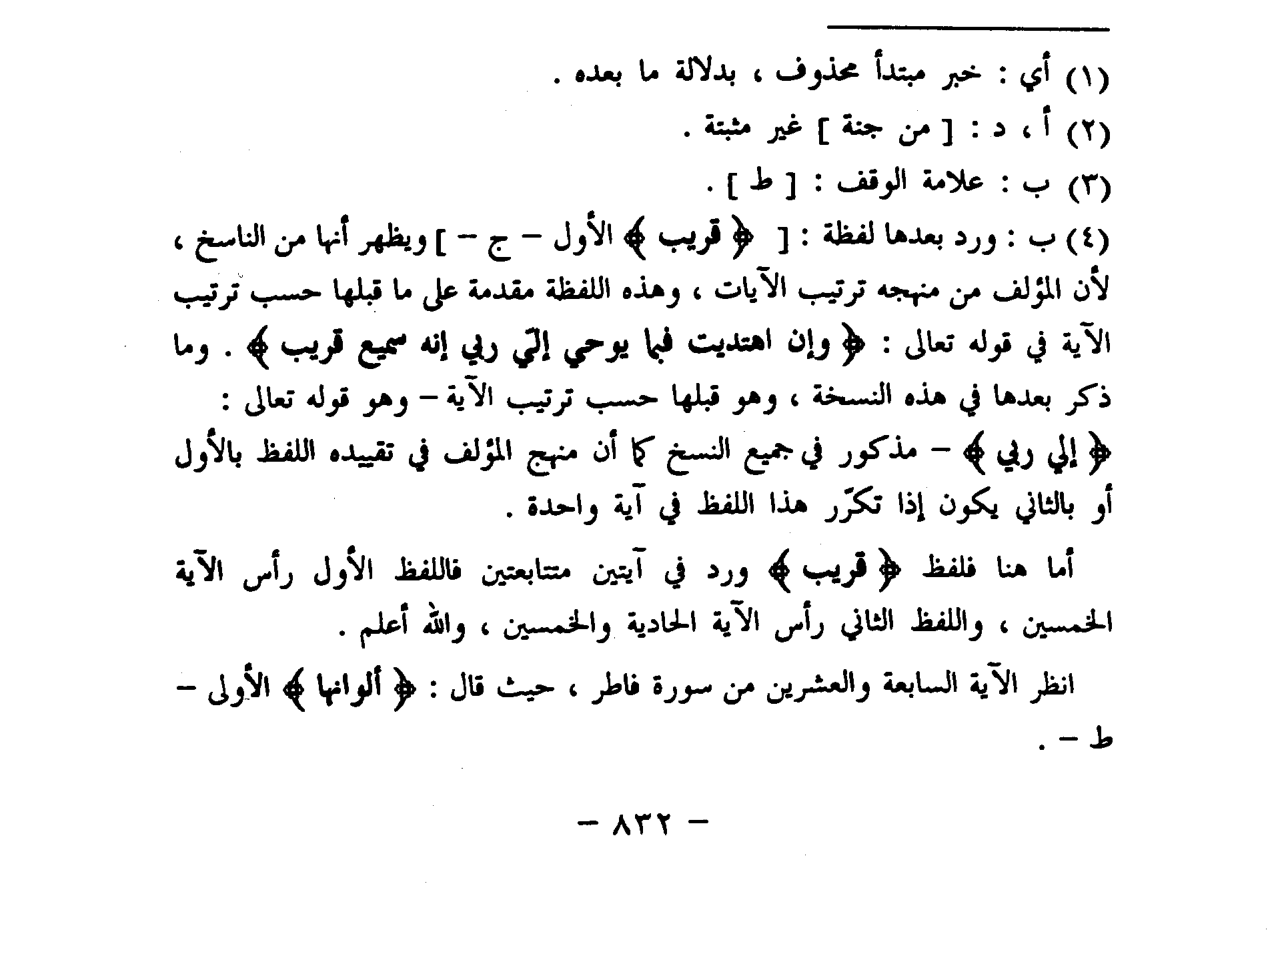 (١) أي : خبر مبتدأ محذوف ، بدلالة ما بعده .
(٢) أ ، د : [ من جنة ] غير مثبتة .
(٣) ب : علامة الوقف : [ ط ] .
(٤) ب : ورد بعدها لفظة : [ ﴿ قريب ﴾ الأول – ج – ] ويظهر أنها من الناسخ ،
لأن المؤلف من منهجه ترتيب الآيات ، وهذه اللفظة مقدمة على ما قبلها حسب ترتيب
الآية في قوله تعالى : ﴿ وإن اهتديت فبما يوحي إليّ ربي إنه سميع قريب ﴾ . وما
ذكر بعدها في هذه النسخة ، وهو قبلها حسب ترتيب الآية – وهو قوله تعالى :
﴿ إلي ربي ﴾ – مذكور في جميع النسخ كما أن منهج المؤلف في تقييده اللفظ بالأول
أو بالثاني يكون إذا تكرّر هذا اللفظ في آية واحدة .
أما هنا فلفظ ﴿ قريب ﴾ ورد في آيتين متتابعتين فاللفظ الأول رأس الآية
الخمسين ، واللفظ الثاني رأس الآية الحادية والخمسين ، والله أعلم .
انظر الآية السابعة والعشرين من سورة فاطر ، حيث قال : ﴿ ألوانها ﴾ الأولى –
ط – .
– ٨٣٢ –